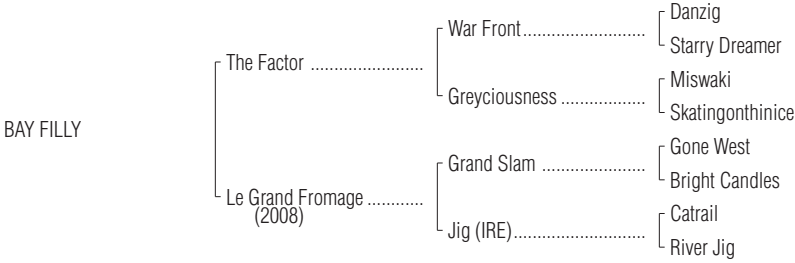 Danzig
War Front..........................
Starry Dreamer
The Factor ........................
Miswaki
Greyciousness ..................
Skatingonthinice
BAY FILLY
Gone West
Grand Slam ......................
Bright Candles
Le Grand Fromage ............
(2008)
Catrail
Jig (IRE)............................
River Jig